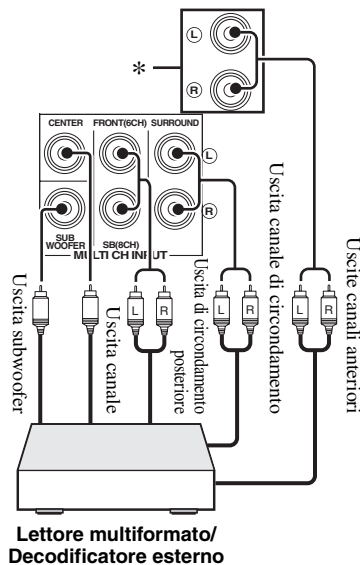 L
*
R
CENTER
FRONT(6CH)
SURROUND
L
R
SUB
WOOFER
SB(8CH)
MULTI CH INPUT
Uscita subwoofer
Uscita canale
L
R
Uscita di circondamento
posteriore
L
R
Uscita canale di circondamento
L
R
Uscite canali anteriori
Lettore multiformato/
Decodificatore esterno